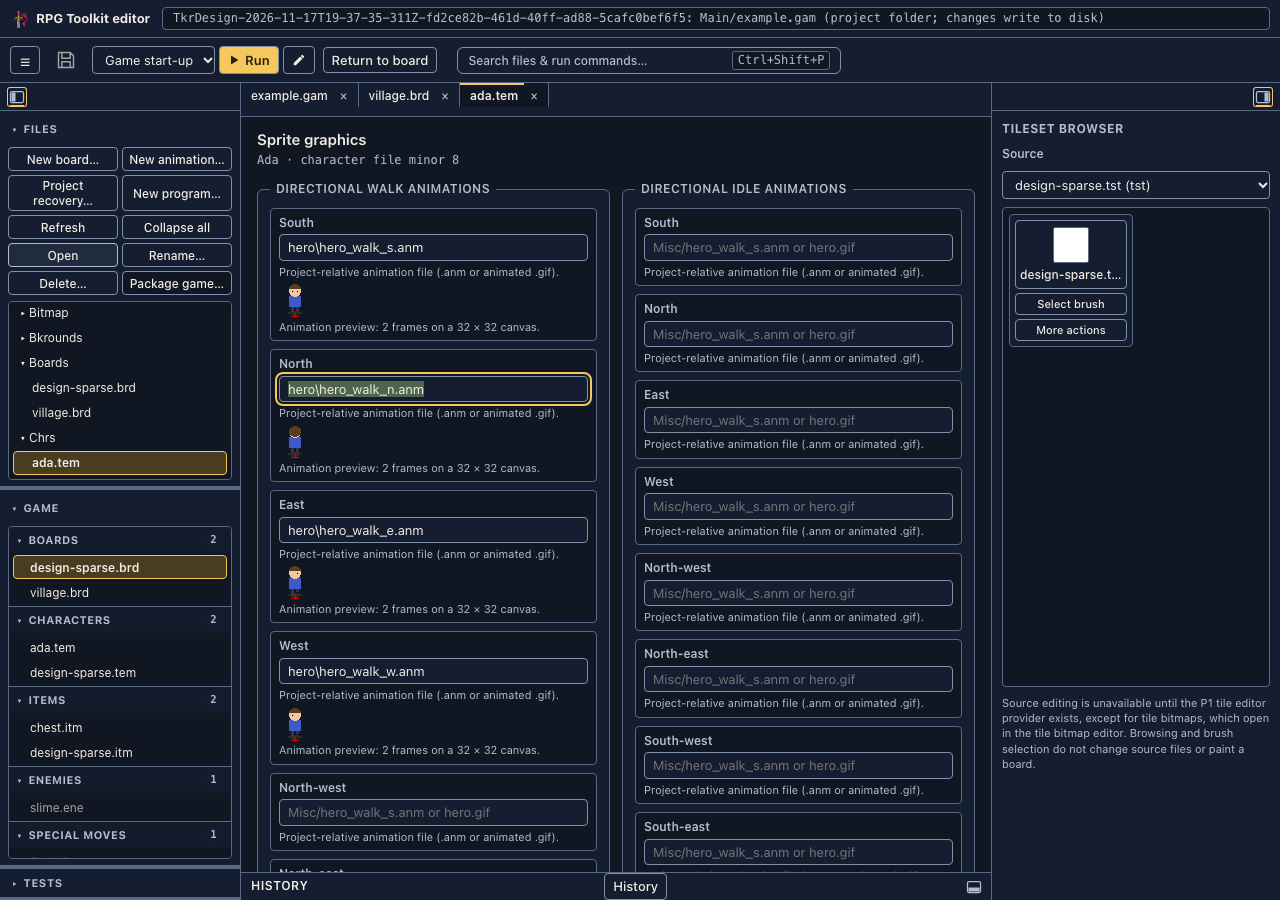 RPG Toolkit editor
TkrDesign-2026-11-17T19-37-35-311Z-fd2ce82b-461d-40ff-ad88-5cafc0bef6f5: Main/example.gam (project folder; changes write to disk)
Game start-up
Run
Return to board
Search files & run commands…
Ctrl+Shift+P
FILES
New board…
New animation…
Project recovery…
New program…
Refresh
Collapse all
Open
Rename…
Delete…
Package game…
Bitmap
Bkrounds
Boards
design-sparse.brd
village.brd
Chrs
ada.tem
GAME
BOARDS 2
design-sparse.brd
village.brd
CHARACTERS 2
ada.tem
design-sparse.tem
ITEMS 2
chest.itm
design-sparse.itm
ENEMIES 1
slime.ene
SPECIAL MOVES 1
TESTS
example.gam ×
village.brd ×
ada.tem ×
Sprite graphics
Ada · character file minor 8
DIRECTIONAL WALK ANIMATIONS
South
hero\hero_walk_s.anm
Project-relative animation file (.anm or animated .gif).
Animation preview: 2 frames on a 32 × 32 canvas.
North
hero\hero_walk_n.anm
Project-relative animation file (.anm or animated .gif).
Animation preview: 2 frames on a 32 × 32 canvas.
East
hero\hero_walk_e.anm
Project-relative animation file (.anm or animated .gif).
Animation preview: 2 frames on a 32 × 32 canvas.
West
hero\hero_walk_w.anm
Project-relative animation file (.anm or animated .gif).
Animation preview: 2 frames on a 32 × 32 canvas.
North-west
Misc/hero_walk_s.anm or hero.gif
Project-relative animation file (.anm or animated .gif).
North-east
DIRECTIONAL IDLE ANIMATIONS
South
Misc/hero_walk_s.anm or hero.gif
Project-relative animation file (.anm or animated .gif).
North
Misc/hero_walk_s.anm or hero.gif
Project-relative animation file (.anm or animated .gif).
East
Misc/hero_walk_s.anm or hero.gif
Project-relative animation file (.anm or animated .gif).
West
Misc/hero_walk_s.anm or hero.gif
Project-relative animation file (.anm or animated .gif).
North-west
Misc/hero_walk_s.anm or hero.gif
Project-relative animation file (.anm or animated .gif).
North-east
Misc/hero_walk_s.anm or hero.gif
Project-relative animation file (.anm or animated .gif).
South-west
Misc/hero_walk_s.anm or hero.gif
Project-relative animation file (.anm or animated .gif).
South-east
Misc/hero_walk_s.anm or hero.gif
HISTORY
History
TILESET BROWSER
Source
design-sparse.tst (tst)
design-sparse.t…
Select brush
More actions
Source editing is unavailable until the P1 tile editor
provider exists, except for tile bitmaps, which open
in the tile bitmap editor. Browsing and brush
selection do not change source files or paint a
board.